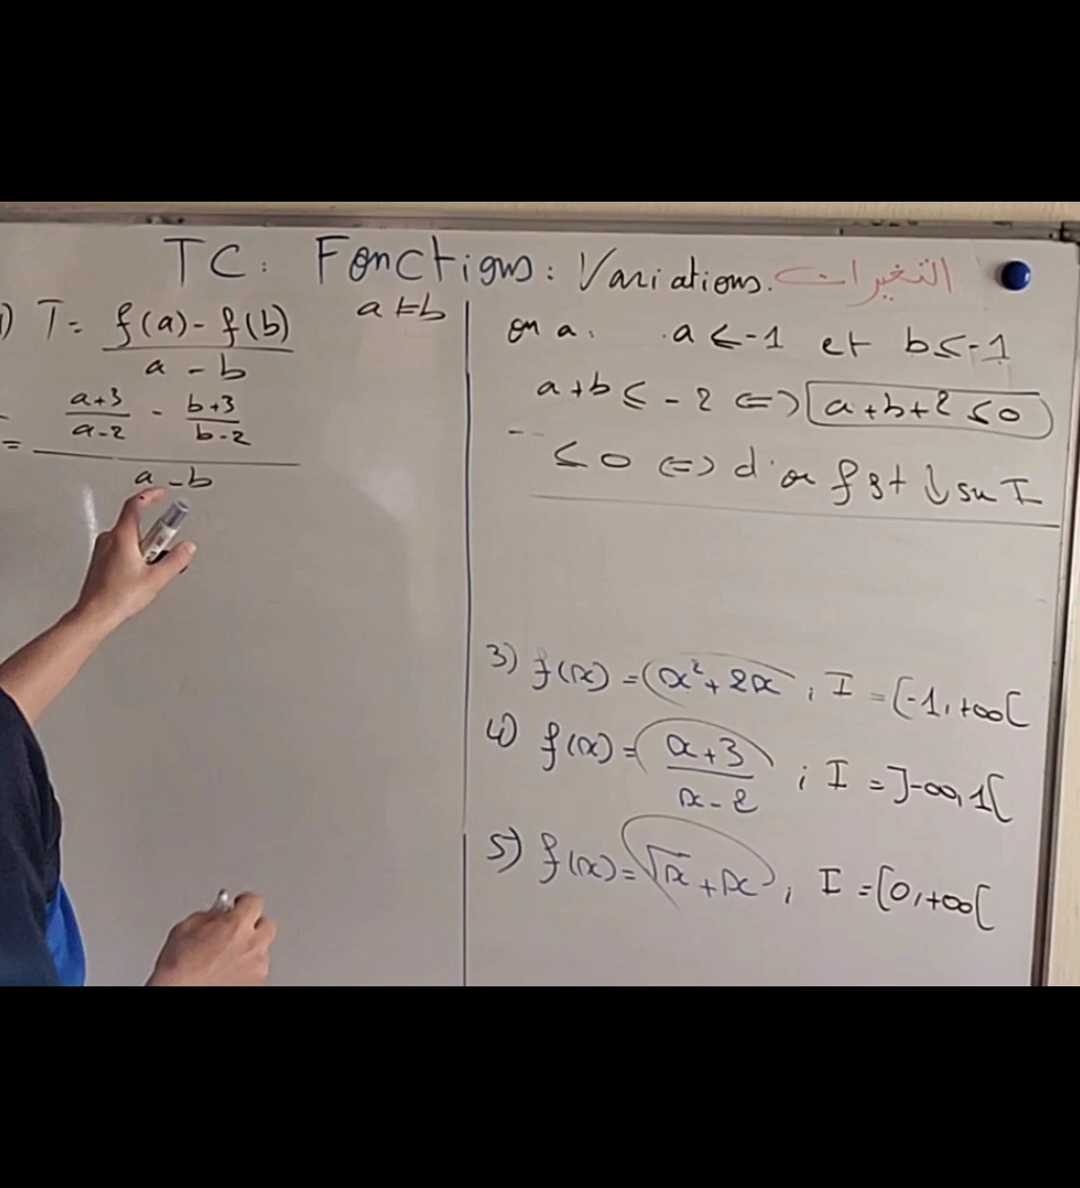 TC: Fonctions: Variations. التغيرات
1) T = f(a) - f(b) / a - b   a ≠ b
= a+3 / a-2 - b+3 / b-2 / a - b
on a. a ≤ -1 et b ≤ -1
a+b ≤ -2 ⇔ a+b+2 ≤ 0
≤ 0 ⇔ d'où f est ↓ sur I
3) f(x) = x² + 2x ; I = [-1, +∞[
4) f(x) = x+3 / x-2 ; I = ]-∞, 1[
5) f(x) = √x + x ; I = [0, +∞[